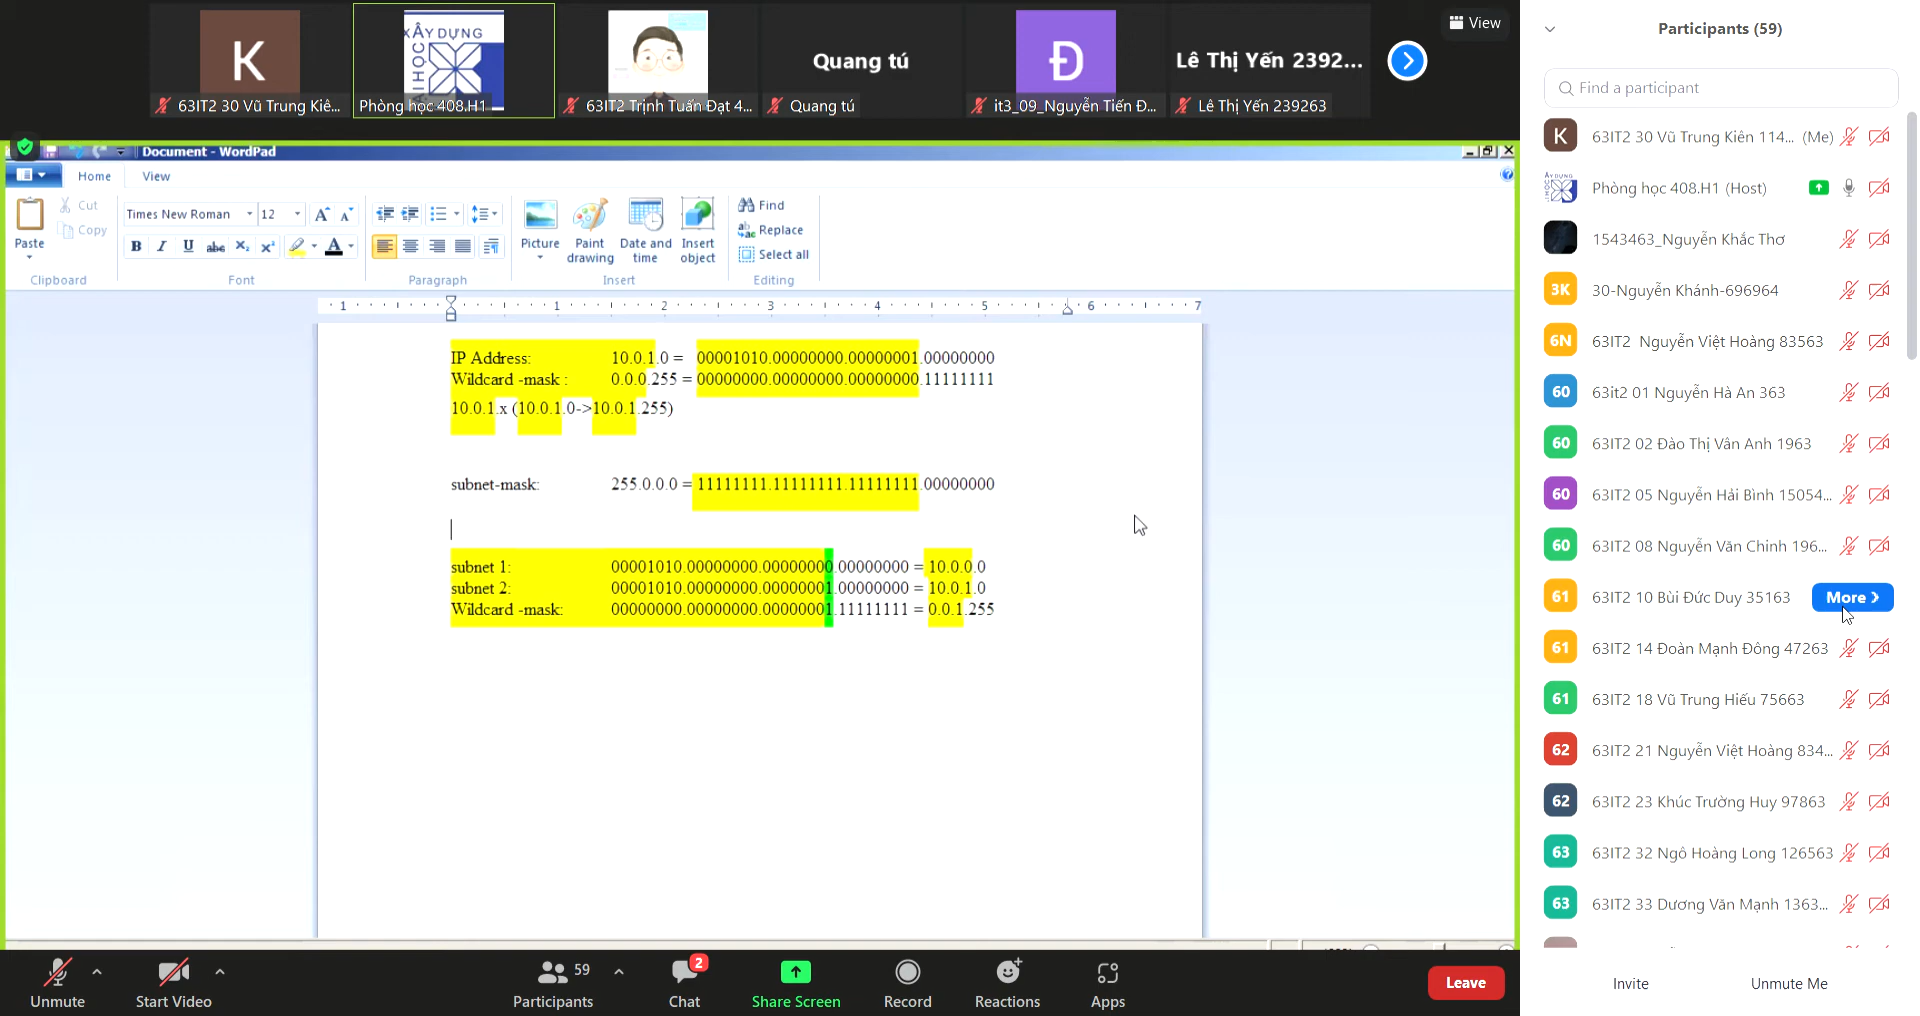 K
XÂY DỰNG
Quang tú
Đ
Lê Thị Yến 2392...
View
63IT2 30 Vũ Trung Kiê...
Phòng học 408.H1
63IT2 Trịnh Tuấn Đạt 4...
Quang tú
it3_09_Nguyễn Tiến Đ...
Lê Thị Yến 239263
Document - WordPad
Home
View
Paste
Cut
Copy
Clipboard
Times New Roman
12
B I U abc X₂ X²
A
Font
Paragraph
Picture
Paint drawing
Date and time
Insert object
Insert
Find
Replace
Select all
Editing
1 1 2 3 4 5 6 7
IP Address: 10.0.1.0 = 00001010.00000000.00000001.00000000
Wildcard -mask : 0.0.0.255 = 00000000.00000000.00000000.11111111
10.0.1.x (10.0.1.0->10.0.1.255)
subnet-mask: 255.0.0.0 = 11111111.11111111.11111111.00000000
subnet 1: 00001010.00000000.00000000.00000000 = 10.0.0.0
subnet 2: 00001010.00000000.00000001.00000000 = 10.0.1.0
Wildcard -mask: 00000000.00000000.00000001.11111111 = 0.0.1.255
Unmute
Start Video
59
Participants
2
Chat
Share Screen
Record
Reactions
Apps
Leave
Participants (59)
Find a participant
K 63IT2 30 Vũ Trung Kiên 114... (Me)
Phòng học 408.H1 (Host)
1543463_Nguyễn Khắc Thơ
3K 30-Nguyễn Khánh-696964
6N 63IT2 Nguyễn Việt Hoàng 83563
60 63it2 01 Nguyễn Hà An 363
60 63IT2 02 Đào Thị Vân Anh 1963
60 63IT2 05 Nguyễn Hải Bình 15054...
60 63IT2 08 Nguyễn Văn Chinh 196...
61 63IT2 10 Bùi Đức Duy 35163 More
61 63IT2 14 Đoàn Mạnh Đông 47263
61 63IT2 18 Vũ Trung Hiếu 75663
62 63IT2 21 Nguyễn Việt Hoàng 834...
62 63IT2 23 Khúc Trường Huy 97863
63 63IT2 32 Ngô Hoàng Long 126563
63 63IT2 33 Dương Văn Mạnh 1363...
Invite
Unmute Me